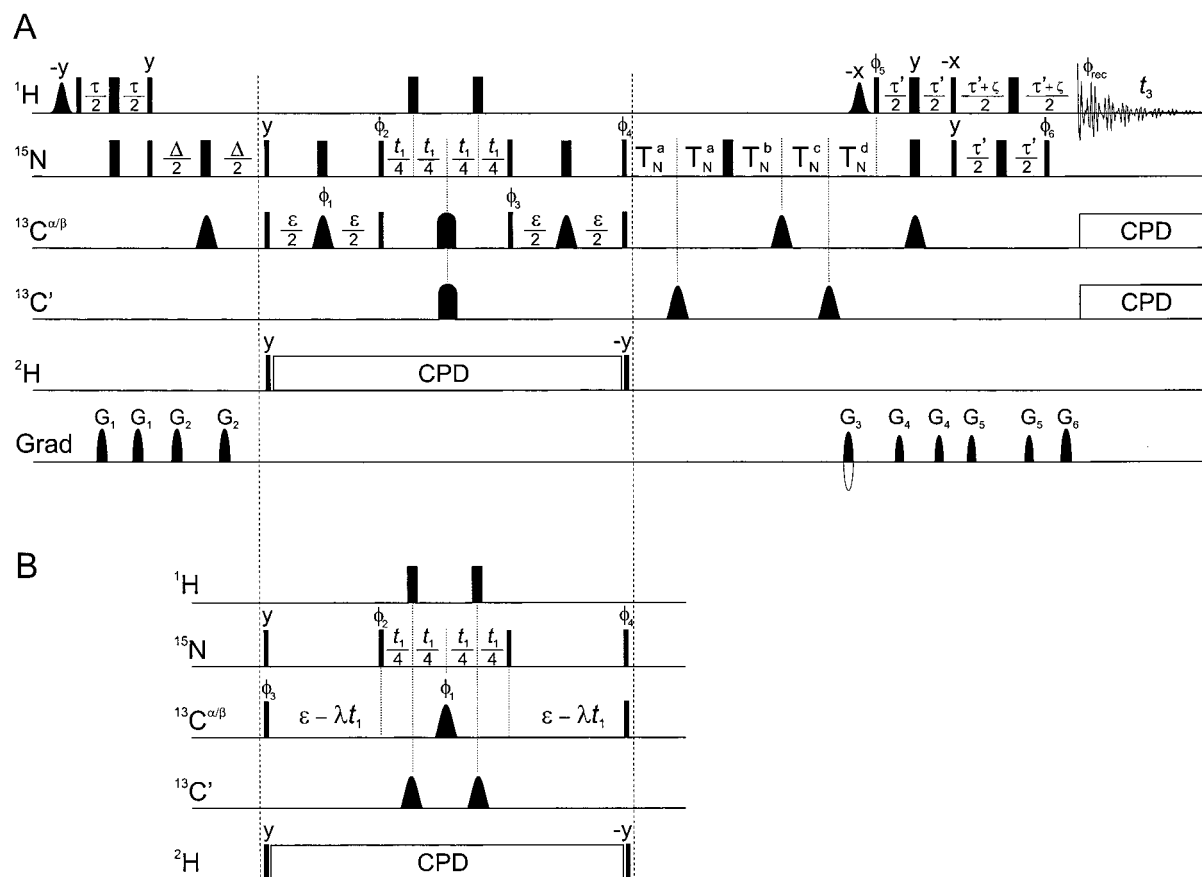 A
-y y φ5 y -x φrec
¹H τ/2 τ/2 -x τ'/2 τ'/2 τ'+ζ/2 τ'+ζ/2 t3
y φ2 φ4 y φ6
¹⁵N Δ/2 Δ/2 t1/4 t1/4 t1/4 t1/4 TNᵃ TNᵃ TNᵇ TNᶜ TNᵈ τ'/2 τ'/2
φ1 φ3
¹³Cα/β ε/2 ε/2 ε/2 ε/2 CPD
¹³C' CPD
y -y
²H CPD
G1 G1 G2 G2 G3 G4 G4 G5 G5 G6
Grad
B
¹H
y φ2 φ4
¹⁵N t1/4 t1/4 t1/4 t1/4
φ3 φ1
¹³Cα/β ε – λt1 ε – λt1
¹³C'
y -y
²H CPD